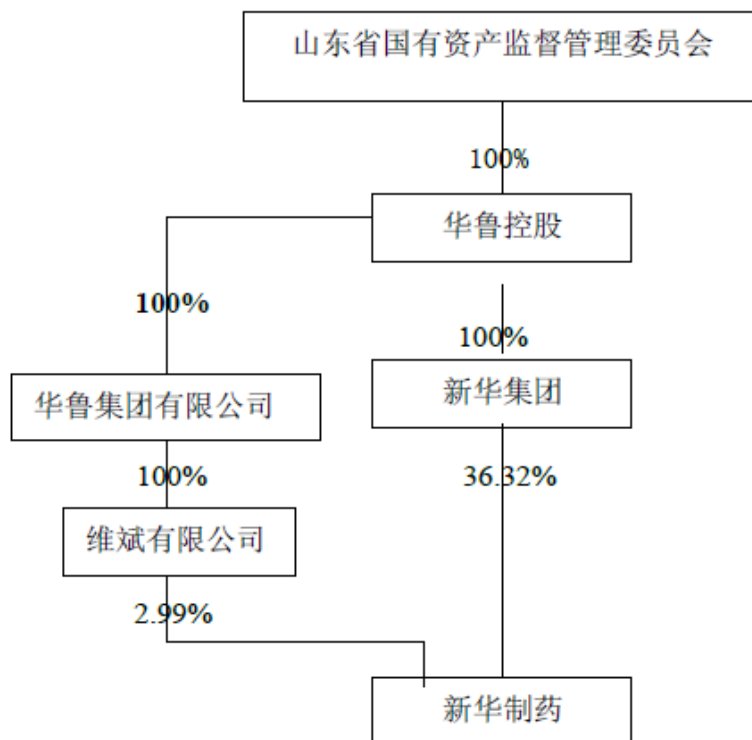 山东省国有资产监督管理委员会
100%
华鲁控股
100%
100%
华鲁集团有限公司
新华集团
100%
36.32%
维斌有限公司
2.99%
新华制药